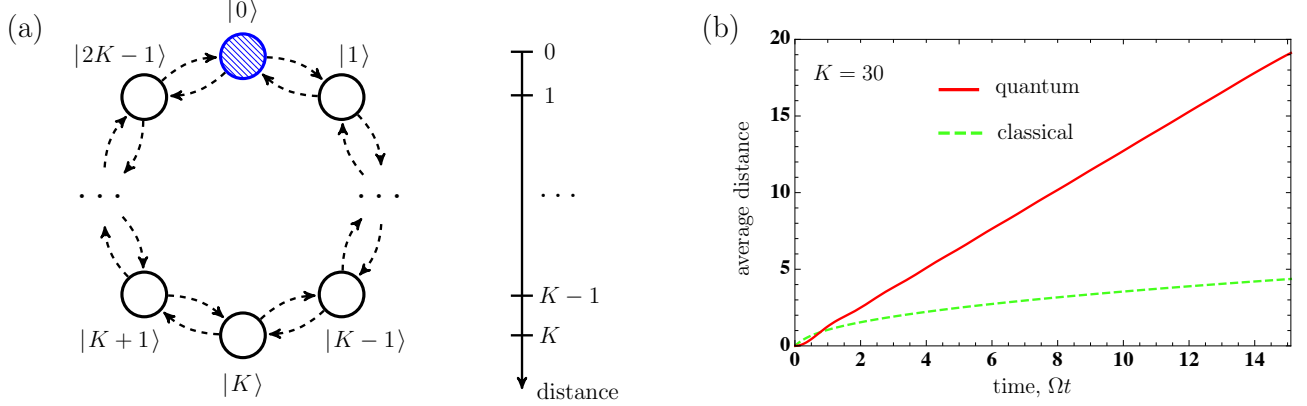 (a)
|0⟩
|2K−1⟩
|1⟩
· · ·
· · ·
|K+1⟩
|K−1⟩
|K⟩
0
1
· · ·
K − 1
K
distance
(b)
K = 30
quantum
classical
average distance
20
15
10
5
0
0 2 4 6 8 10 12 14
time, Ωt